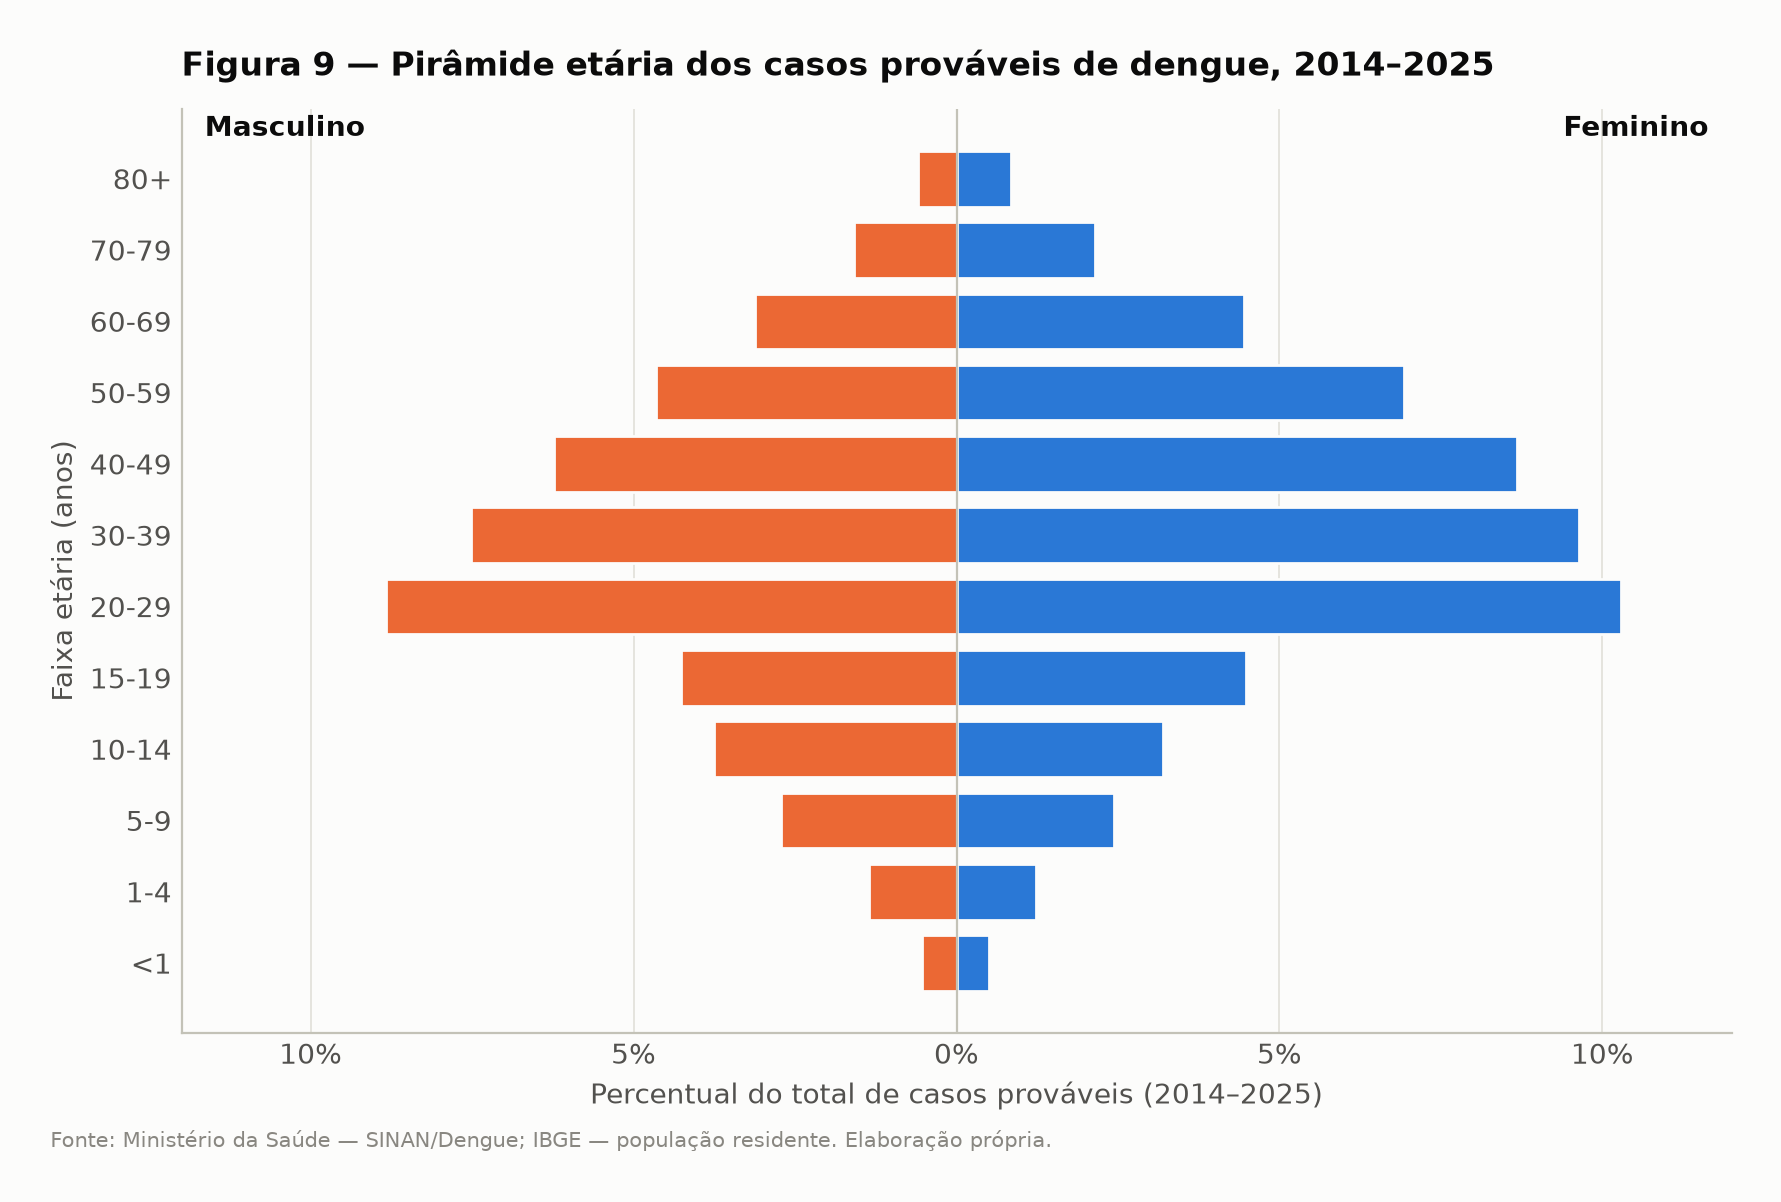 Figura 9 — Pirâmide etária dos casos prováveis de dengue, 2014–2025
Masculino
Feminino
80+
70-79
60-69
50-59
40-49
30-39
20-29
15-19
10-14
5-9
1-4
<1
Faixa etária (anos)
10%
5%
0%
5%
10%
Percentual do total de casos prováveis (2014–2025)
Fonte: Ministério da Saúde — SINAN/Dengue; IBGE — população residente. Elaboração própria.